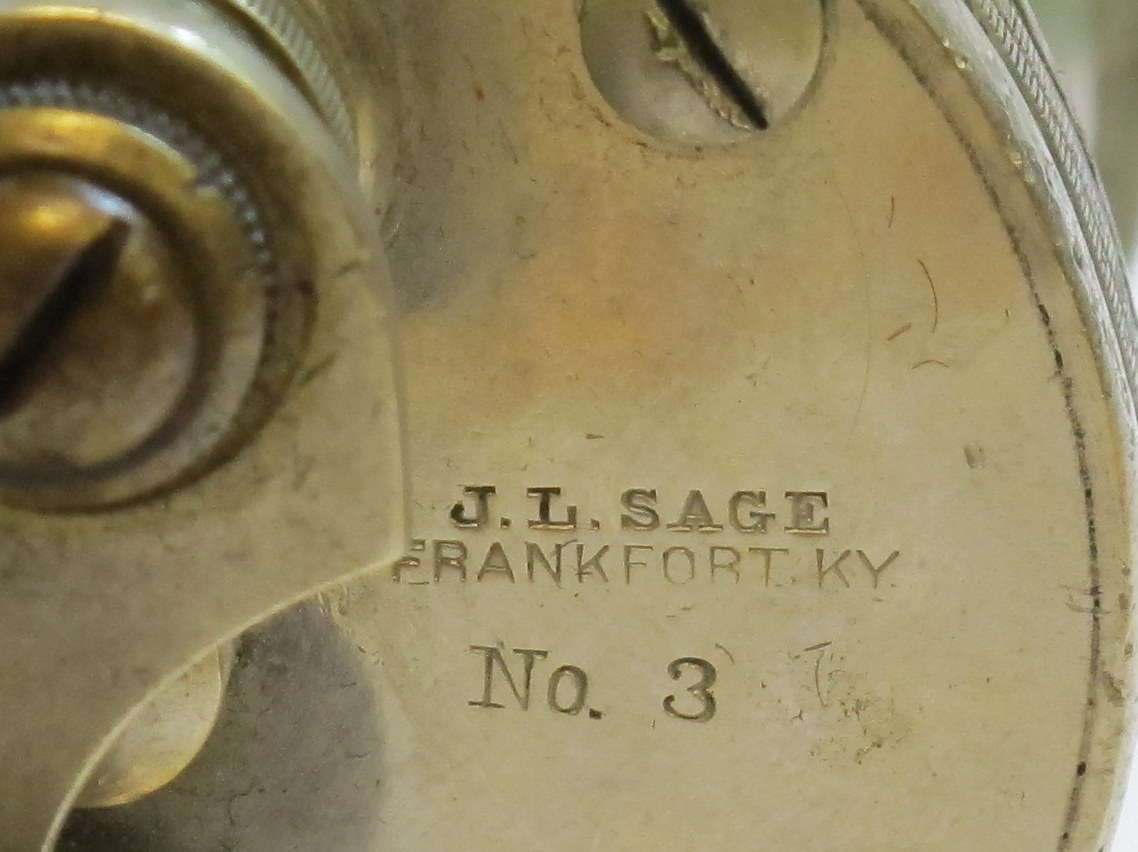 J. L. SAGE
FRANKFORT. KY.
No. 3